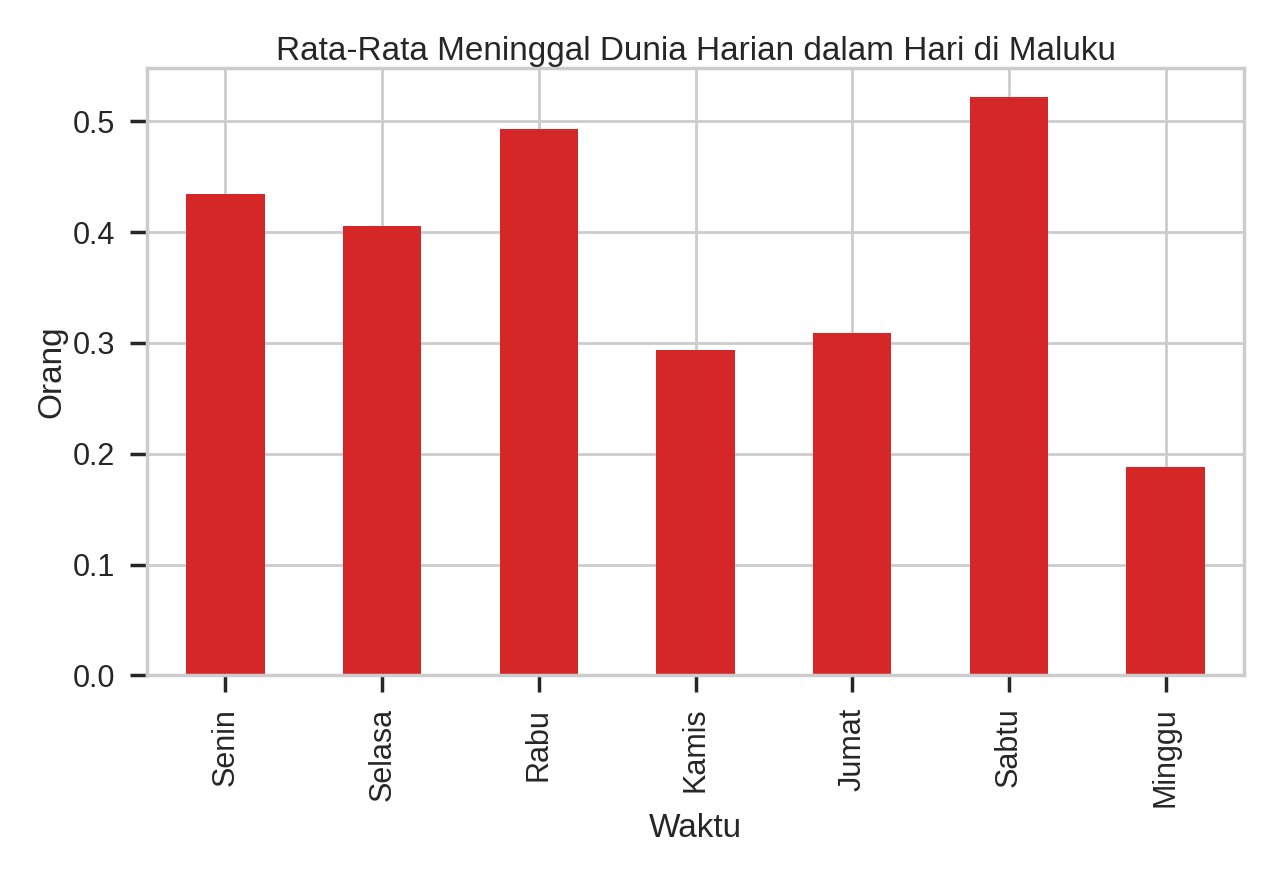 Rata-Rata Meninggal Dunia Harian dalam Hari di Maluku
Orang
0.5
0.4
0.3
0.2
0.1
0.0
Senin
Selasa
Rabu
Kamis
Jumat
Sabtu
Minggu
Waktu